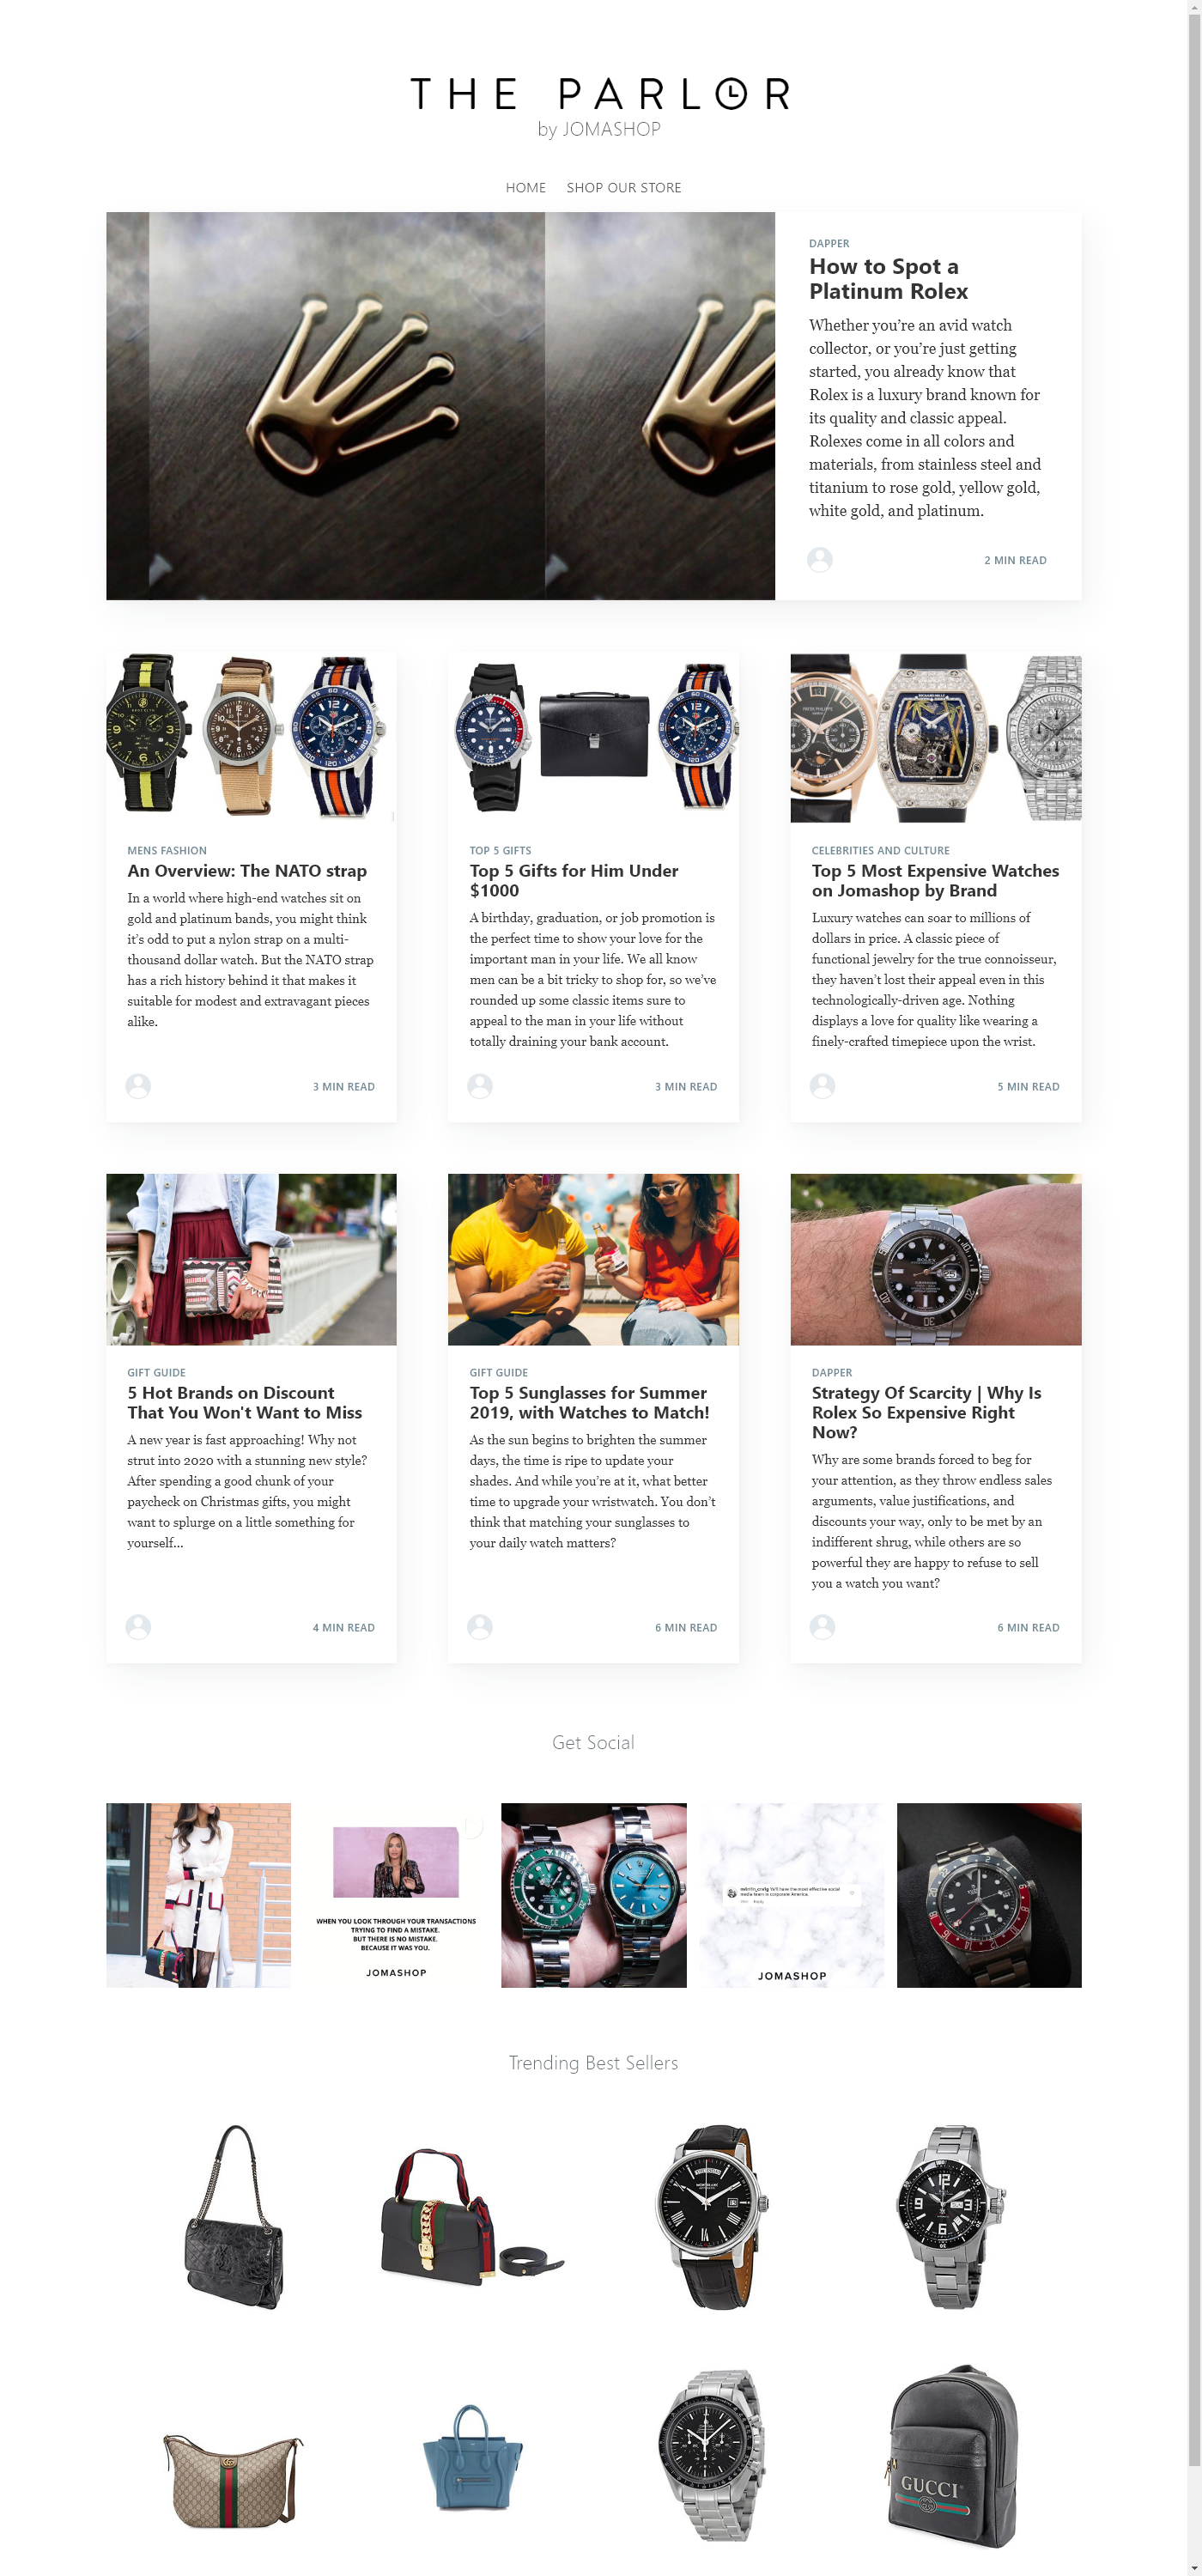 THE PARLOR
by JOMASHOP
HOME SHOP OUR STORE
DAPPER
How to Spot a
Platinum Rolex
Whether you’re an avid watch
collector, or you’re just getting
started, you already know that
Rolex is a luxury brand known for
its quality and classic appeal.
Rolexes come in all colors and
materials, from stainless steel and
titanium to rose gold, yellow gold,
white gold, and platinum.
2 MIN READ
MENS FASHION
An Overview: The NATO strap
In a world where high-end watches sit on
gold and platinum bands, you might think
it’s odd to put a nylon strap on a multi-
thousand dollar watch. But the NATO strap
has a rich history behind it that makes it
suitable for modest and extravagant pieces
alike.
3 MIN READ
TOP 5 GIFTS
Top 5 Gifts for Him Under
$1000
A birthday, graduation, or job promotion is
the perfect time to show your love for the
important man in your life. We all know
men can be a bit tricky to shop for, so we’ve
rounded up some classic items sure to
appeal to the man in your life without
totally draining your bank account.
3 MIN READ
CELEBRITIES AND CULTURE
Top 5 Most Expensive Watches
on Jomashop by Brand
Luxury watches can soar to millions of
dollars in price. A classic piece of
functional jewelry for the true connoisseur,
they haven’t lost their appeal even in this
technologically-driven age. Nothing
displays a love for quality like wearing a
finely-crafted timepiece upon the wrist.
5 MIN READ
GIFT GUIDE
5 Hot Brands on Discount
That You Won't Want to Miss
A new year is fast approaching! Why not
strut into 2020 with a stunning new style?
After spending a good chunk of your
paycheck on Christmas gifts, you might
want to splurge on a little something for
yourself...
4 MIN READ
GIFT GUIDE
Top 5 Sunglasses for Summer
2019, with Watches to Match!
As the sun begins to brighten the summer
days, the time is ripe to update your
shades. And while you’re at it, what better
time to upgrade your wristwatch. You don’t
think that matching your sunglasses to
your daily watch matters?
6 MIN READ
DAPPER
Strategy Of Scarcity | Why Is
Rolex So Expensive Right
Now?
Why are some brands forced to beg for
your attention, as they throw endless sales
arguments, value justifications, and
discounts your way, only to be met by an
indifferent shrug, while others are so
powerful they are happy to refuse to sell
you a watch you want?
6 MIN READ
Get Social
WHEN YOU LOOK THROUGH YOUR TRANSACTIONS
TRYING TO FIND A MISTAKE.
BUT THERE IS NO MISTAKE.
BECAUSE IT WAS YOU.
JOMASHOP
Ya'll have the most effective social
media team in corporate America.
JOMASHOP
Trending Best Sellers
GUCCI